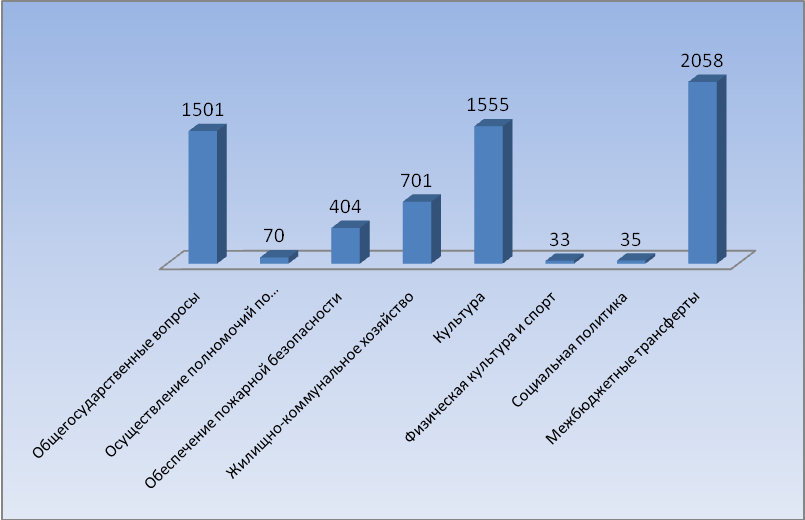 1501
70
404
701
1555
33
35
2058
Общегосударственные вопросы
Осуществление полномочий по...
Обеспечение пожарной безопасности
Жилищно-коммунальное хозяйство
Культура
Физическая культура и спорт
Социальная политика
Межбюджетные трансферты